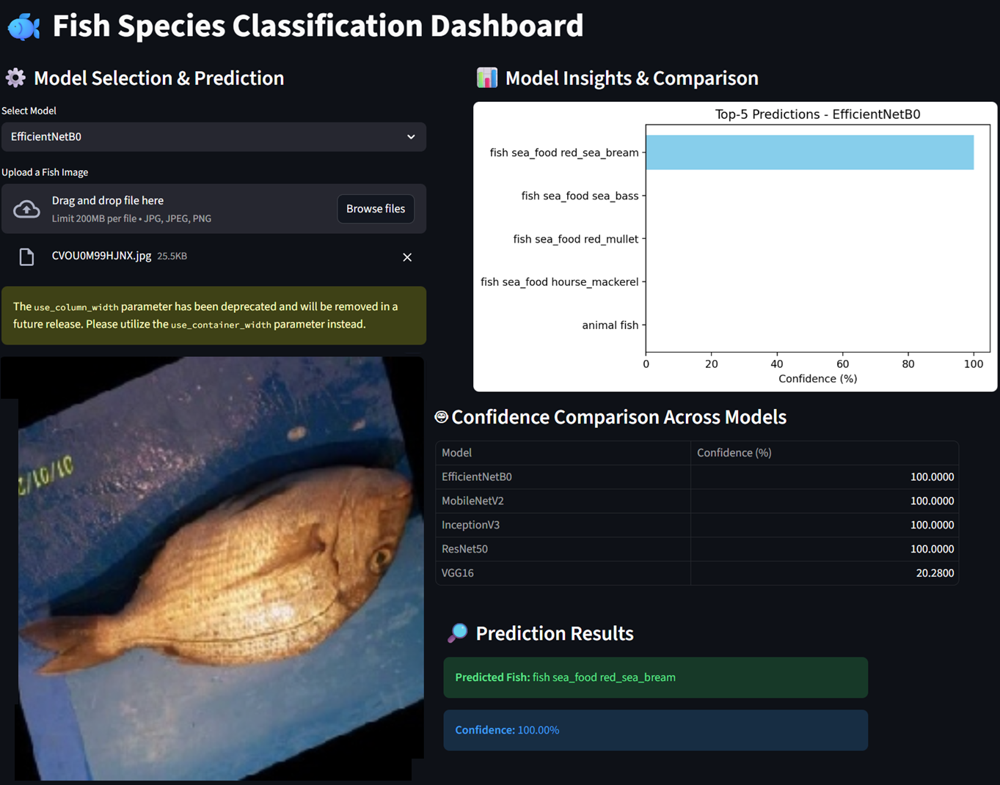 Fish Species Classification Dashboard
Model Selection & Prediction
Select Model
EfficientNetB0
Upload a Fish Image
Drag and drop file here
Limit 200MB per file • JPG, JPEG, PNG
Browse files
CVOU0M99HJNX.jpg 25.5KB
The use_column_width parameter has been deprecated and will be removed in a
future release. Please utilize the use_container_width parameter instead.
Model Insights & Comparison
Top-5 Predictions - EfficientNetB0
fish sea_food red_sea_bream
fish sea_food sea_bass
fish sea_food red_mullet
fish sea_food hourse_mackerel
animal fish
0 20 40 60 80 100
Confidence (%)
Confidence Comparison Across Models
Model Confidence (%)
EfficientNetB0 100.0000
MobileNetV2 100.0000
InceptionV3 100.0000
ResNet50 100.0000
VGG16 20.2800
Prediction Results
Predicted Fish: fish sea_food red_sea_bream
Confidence: 100.00%